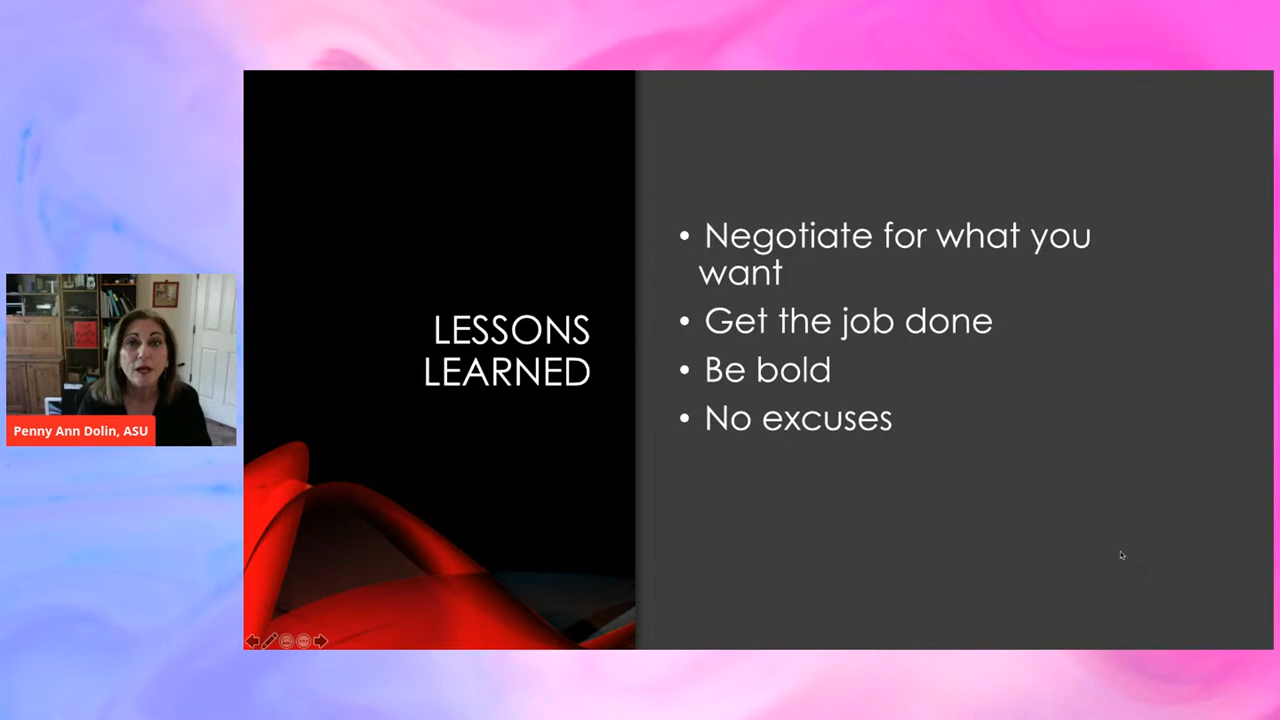 Penny Ann Dolin, ASU
LESSONS
LEARNED
• Negotiate for what you
want
• Get the job done
• Be bold
• No excuses